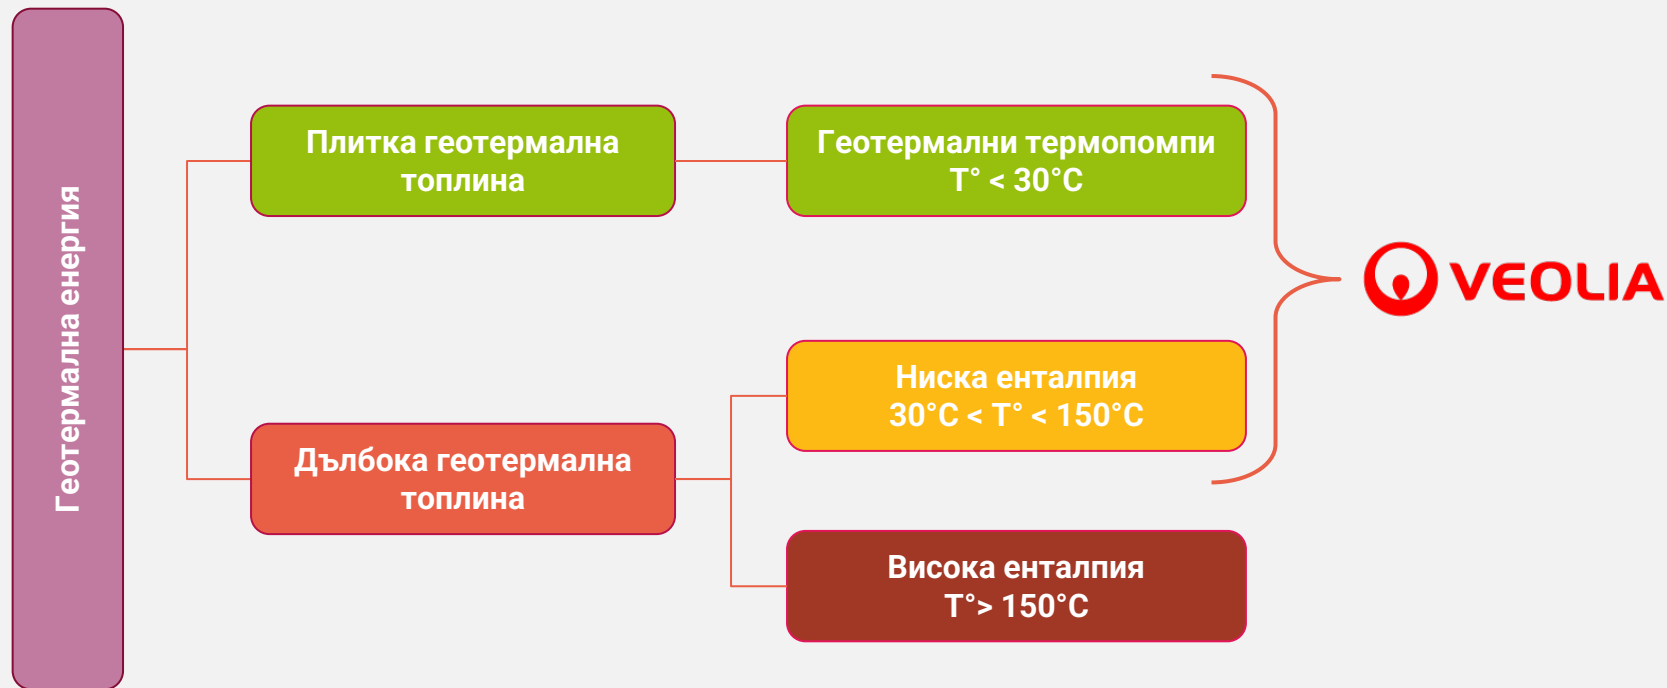 Геотермална енергия
Плитка геотермална
топлина
Геотермални термопомпи
T° < 30°C
Дълбока геотермална
топлина
Ниска енталпия
30°C < T° < 150°C
Висока енталпия
T°> 150°C
VEOLIA